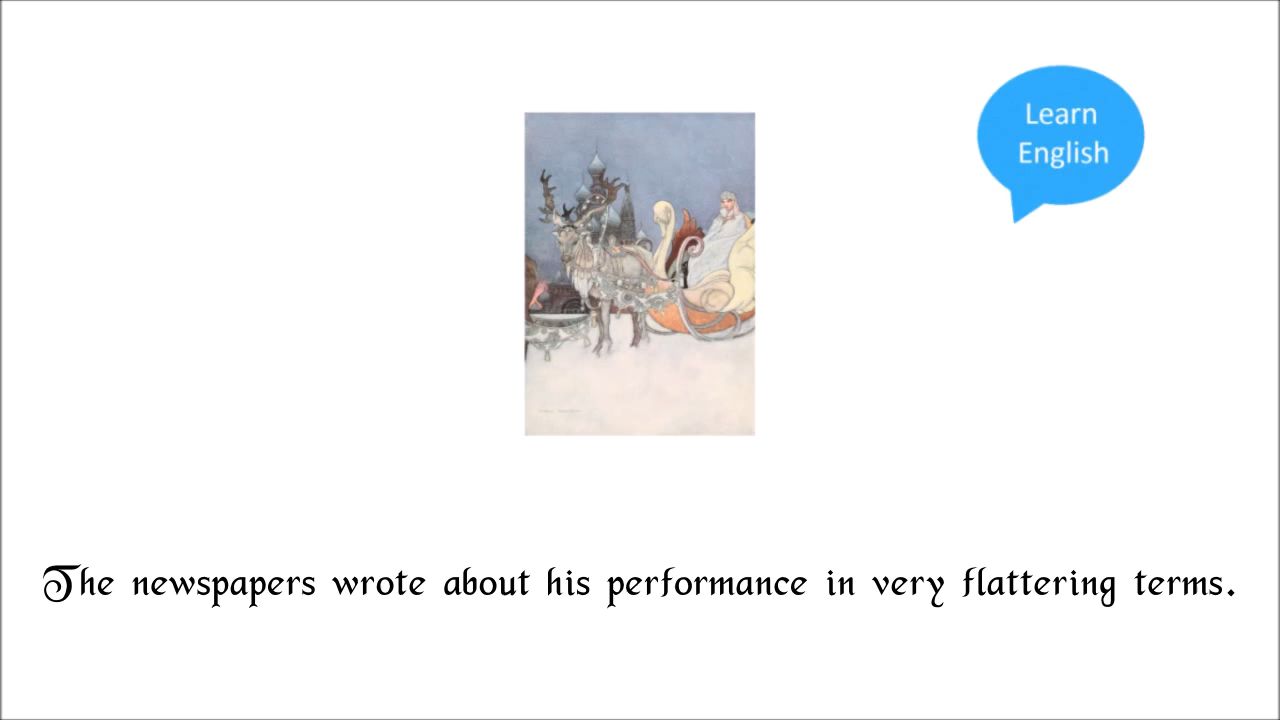 Learn
English
The newspapers wrote about his performance in very flattering terms.